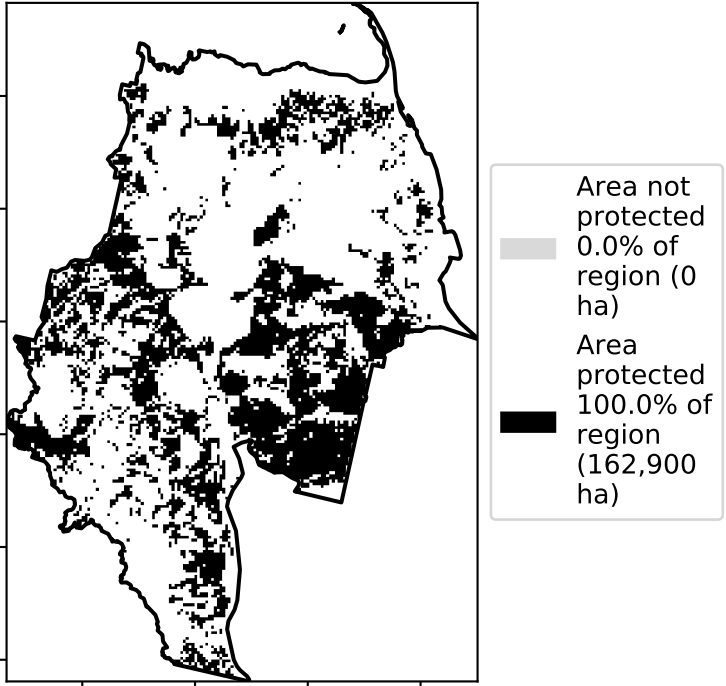 Area not
protected
0.0% of
region (0
ha)
Area
protected
100.0% of
region
(162,900
ha)